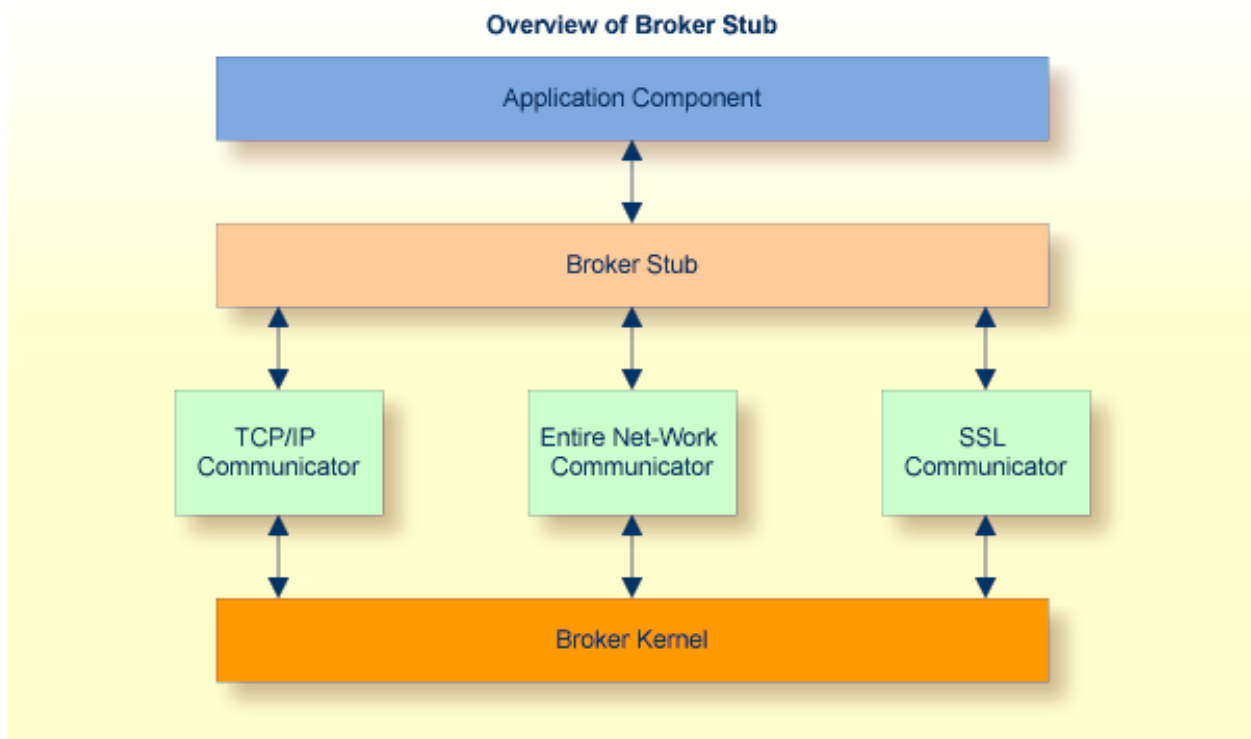 Overview of Broker Stub
Application Component
Broker Stub
TCP/IP
Communicator
Entire Net-Work
Communicator
SSL
Communicator
Broker Kernel